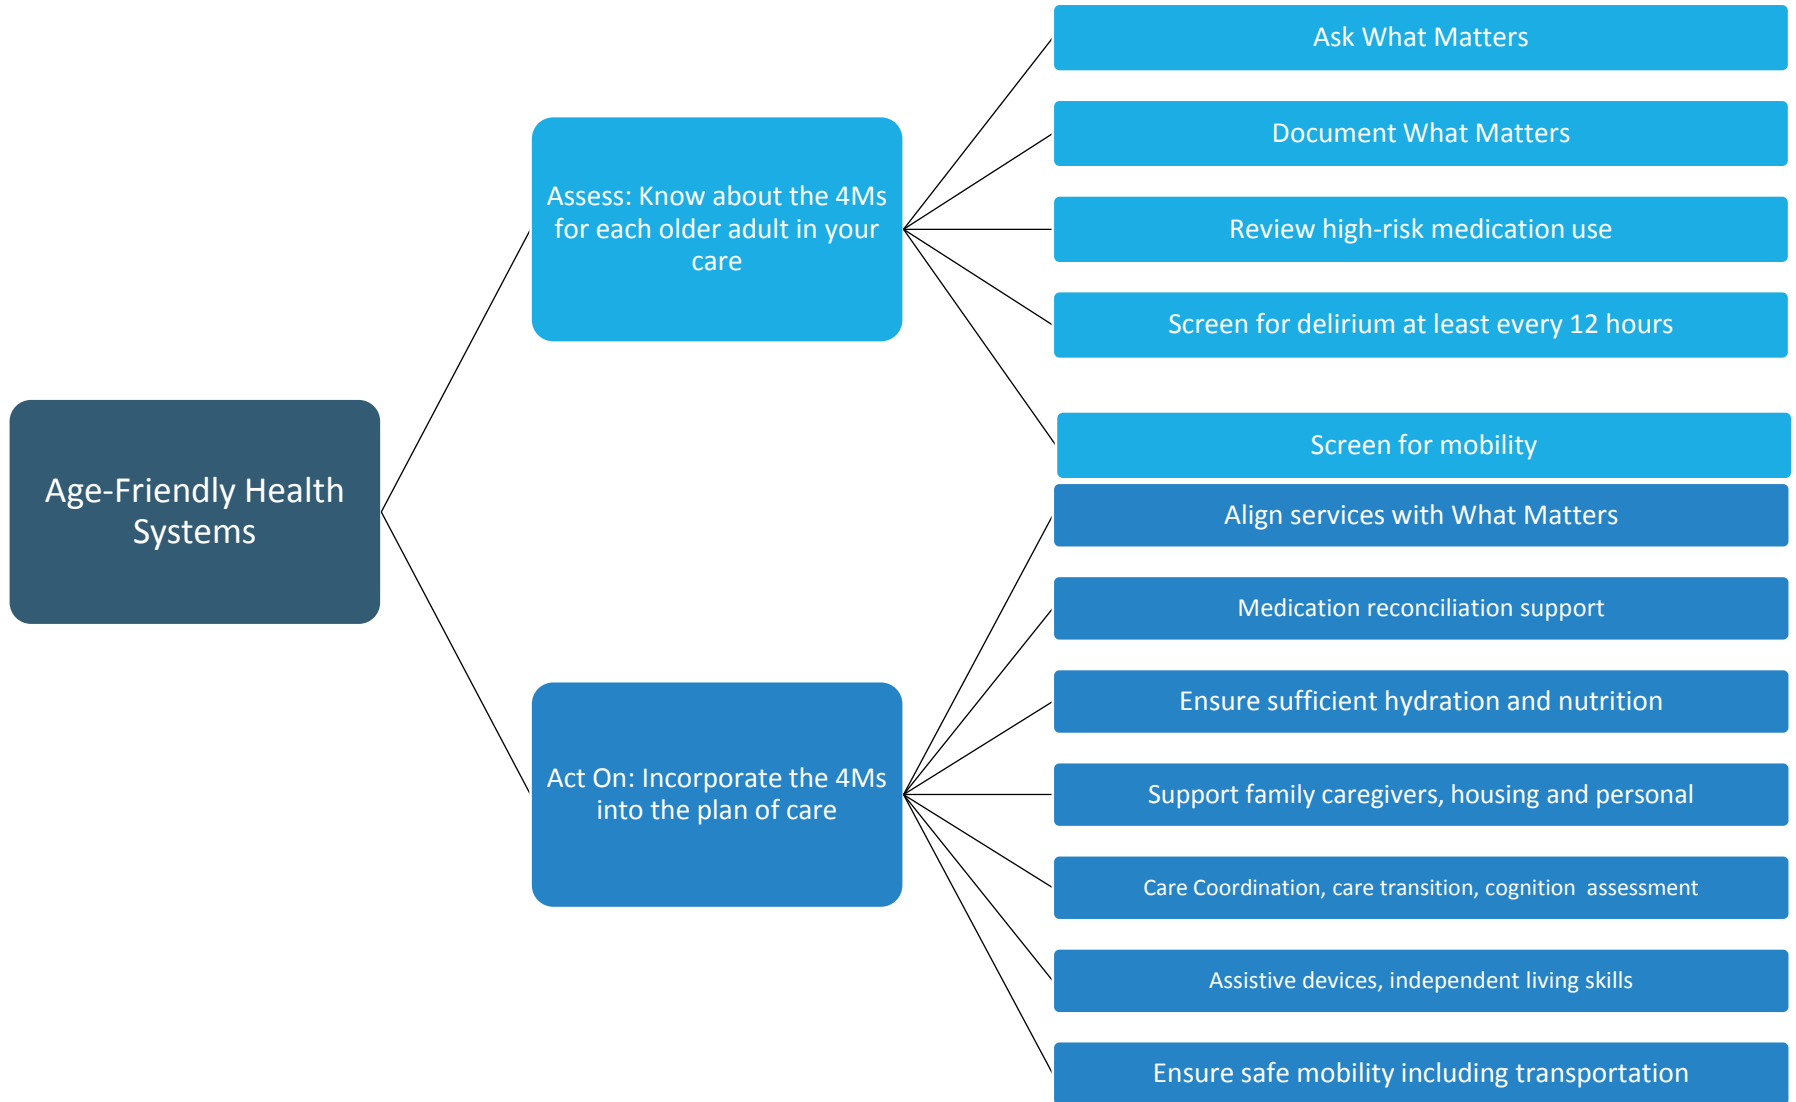 Age-Friendly Health
Systems
Assess: Know about the 4Ms
for each older adult in your
care
Ask What Matters
Document What Matters
Review high-risk medication use
Screen for delirium at least every 12 hours
Screen for mobility
Act On: Incorporate the 4Ms
into the plan of care
Align services with What Matters
Medication reconciliation support
Ensure sufficient hydration and nutrition
Support family caregivers, housing and personal
Care Coordination, care transition, cognition  assessment
Assistive devices, independent living skills
Ensure safe mobility including transportation